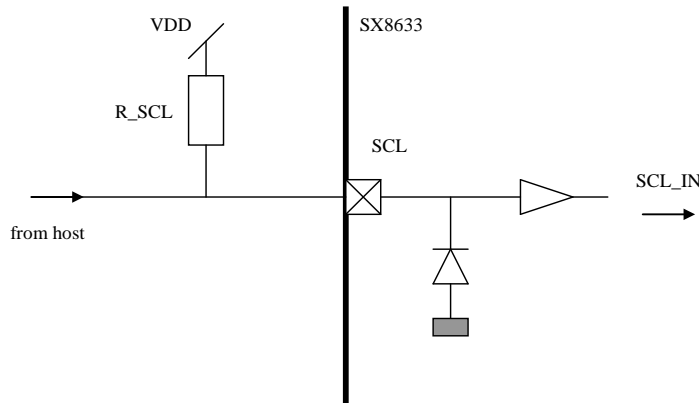 VDD
SX8633
R_SCL
SCL
SCL_IN
from host